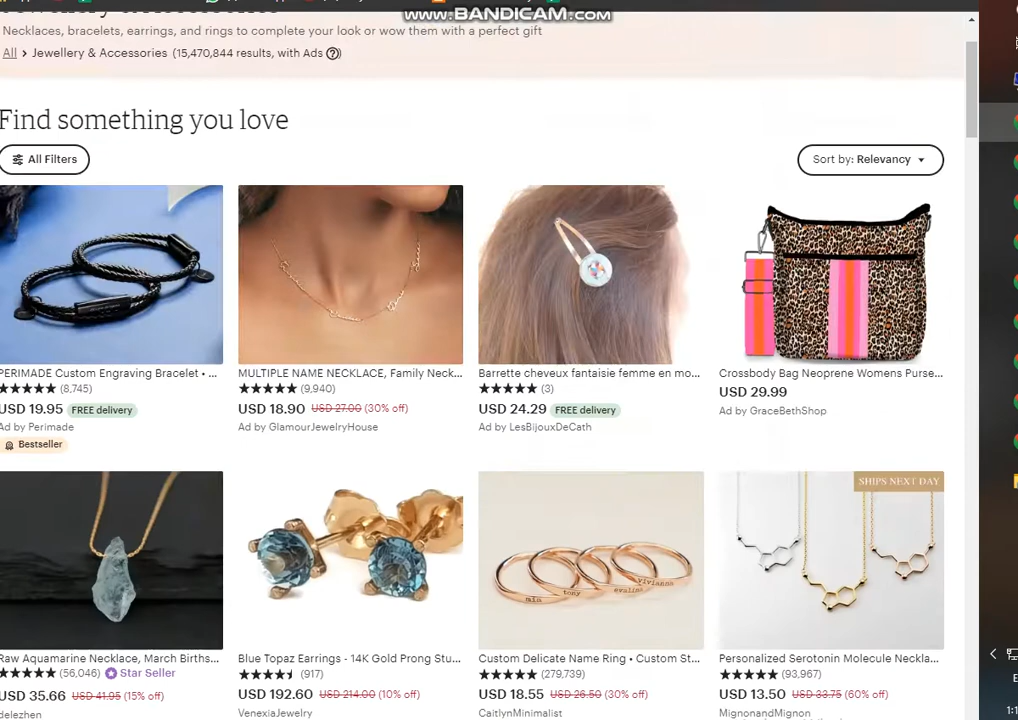 www.BANDICAM.com
Necklaces, bracelets, earrings, and rings to complete your look or wow them with a perfect gift
All > Jewellery & Accessories (15,470,844 results, with Ads ?)
Find something you love
All Filters
Sort by: Relevancy
PERIMADE Custom Engraving Bracelet • ...
(8,745)
USD 19.95 FREE delivery
Ad by Perimade
Bestseller
MULTIPLE NAME NECKLACE, Family Neck...
(9,940)
USD 18.90 USD 27.00 (30% off)
Ad by GlamourJewelryHouse
Barrette cheveux fantaisie femme en mo...
(3)
USD 24.29 FREE delivery
Ad by LesBijouxDeCath
Crossbody Bag Neoprene Womens Purse...
USD 29.99
Ad by GraceBethShop
Raw Aquamarine Necklace, March Births...
(56,046) Star Seller
USD 35.66 USD 41.95 (15% off)
delezhen
Blue Topaz Earrings - 14K Gold Prong Stu...
(917)
USD 192.60 USD 214.00 (10% off)
VenexiaJewelry
mia
tony
evalina
vivianna
Custom Delicate Name Ring • Custom St...
(279,739)
USD 18.55 USD 26.50 (30% off)
CaitlynMinimalist
SHIPS NEXT DAY
Personalized Serotonin Molecule Neckla...
(93,967)
USD 13.50 USD 33.75 (60% off)
MignonandMignon